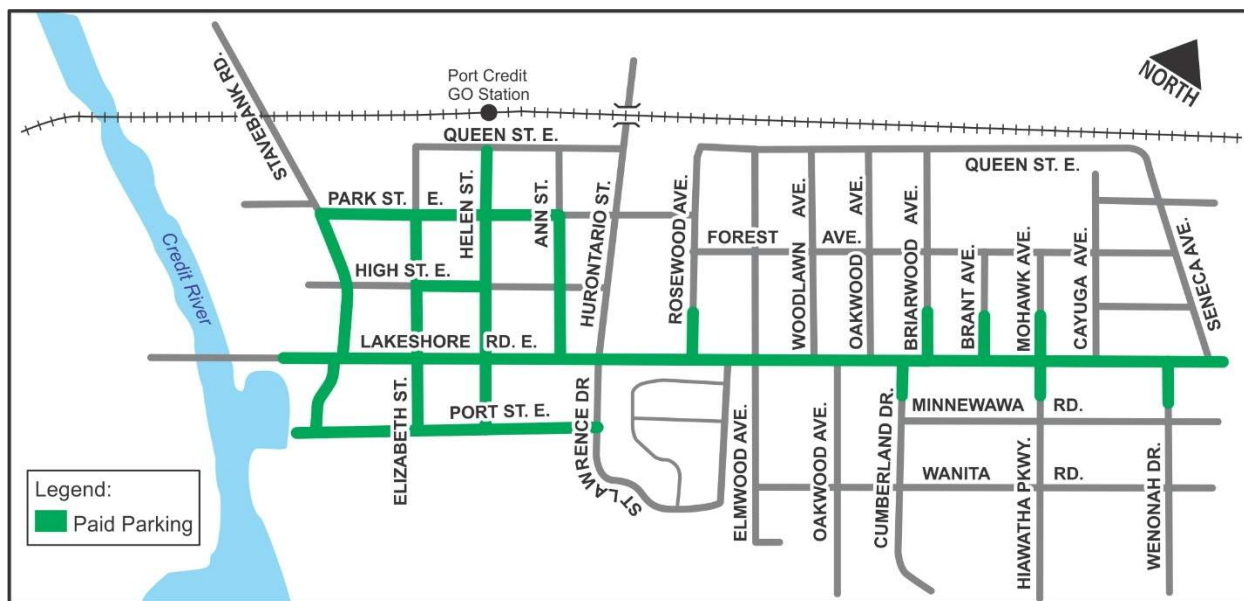 Port Credit
GO Station
NORTH
STAVEBANK RD.
QUEEN ST. E.
QUEEN ST. E.
PARK ST. E.
HELEN ST.
ANN ST.
HURONTARIO ST.
ROSEWOOD AVE.
FOREST AVE.
WOODLAWN AVE.
OAKWOOD AVE.
BRIARWOOD AVE.
BRANT AVE.
MOHAWK AVE.
CAYUGA AVE.
SENECA AVE.
Credit River
HIGH ST. E.
LAKESHORE RD. E.
ELIZABETH ST.
PORT ST. E.
ST LAWRENCE DR
ELMWOOD AVE.
OAKWOOD AVE.
CUMBERLAND DR.
MINNEWAWA RD.
WANITA RD.
HIAWATHA PKWY.
WENONAH DR.
Legend:
Paid Parking